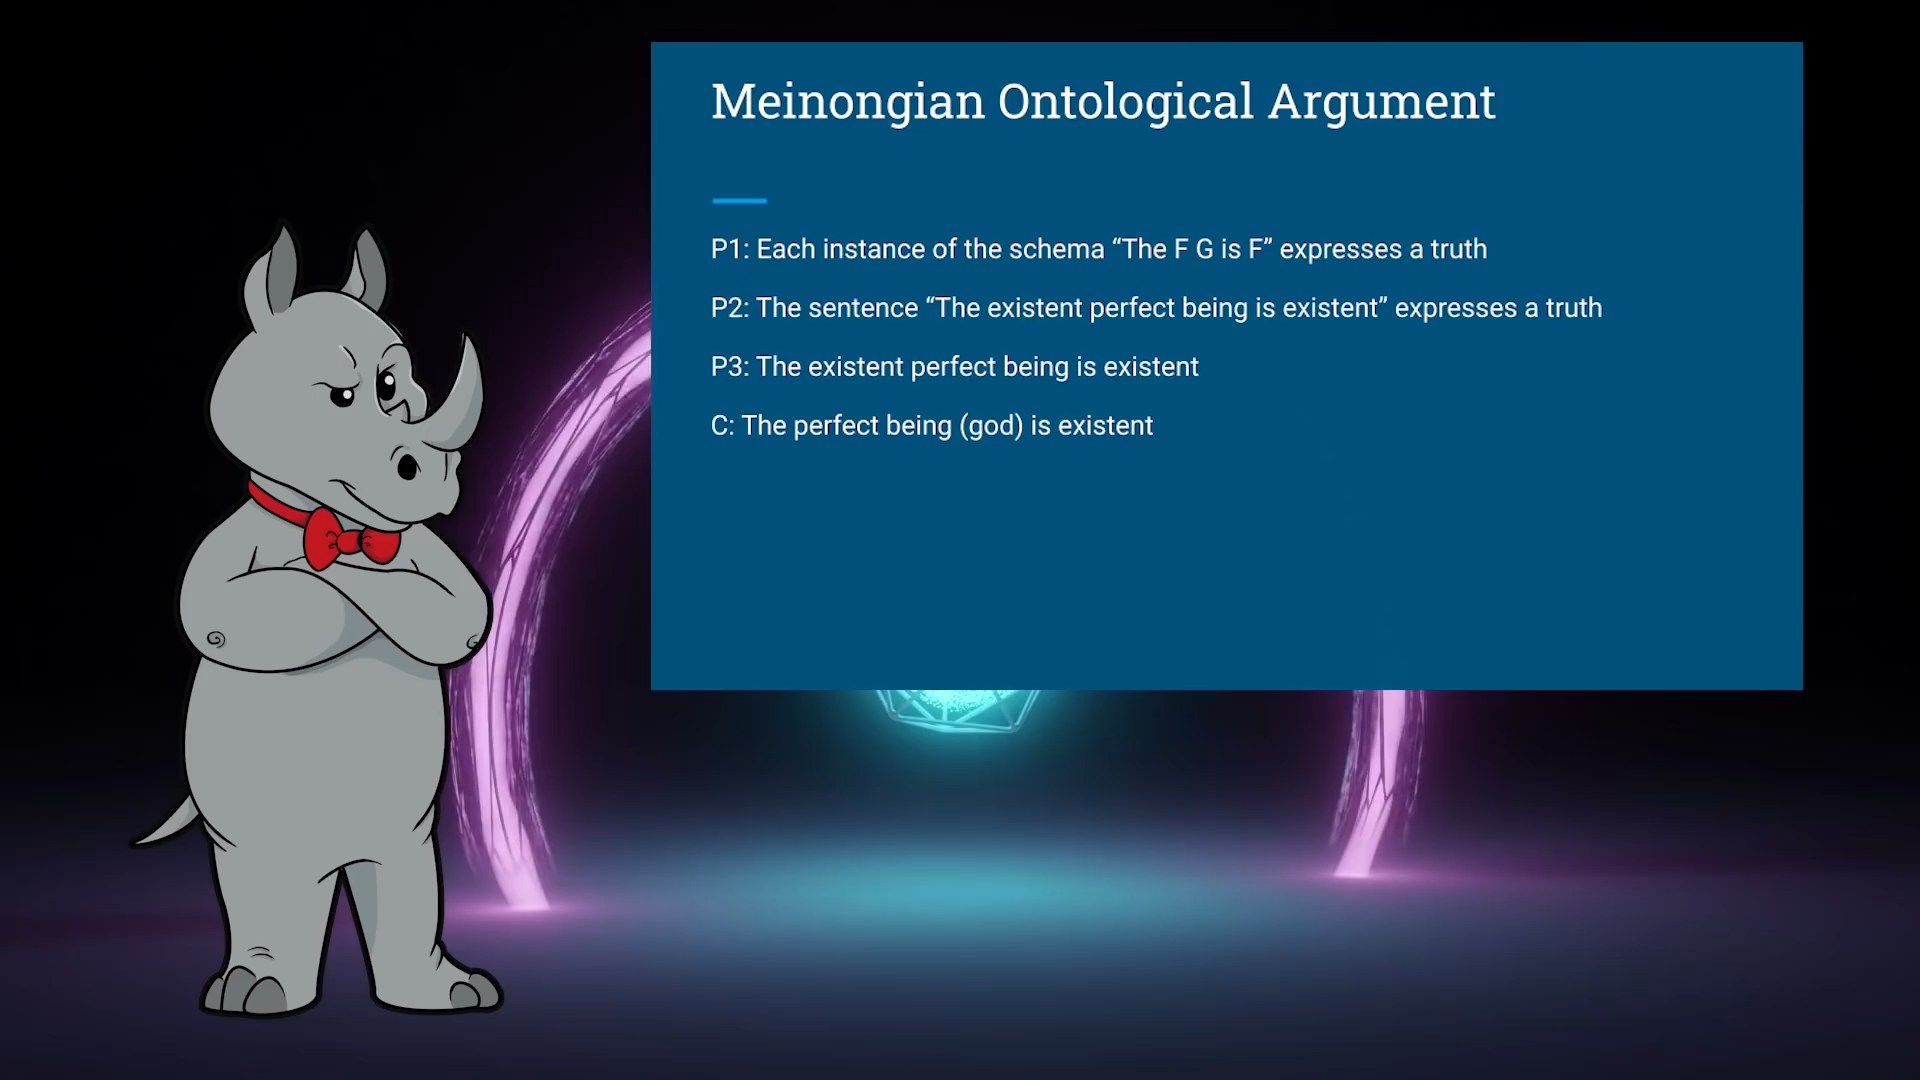 Meinongian Ontological Argument
P1: Each instance of the schema “The F G is F” expresses a truth
P2: The sentence “The existent perfect being is existent” expresses a truth
P3: The existent perfect being is existent
C: The perfect being (god) is existent